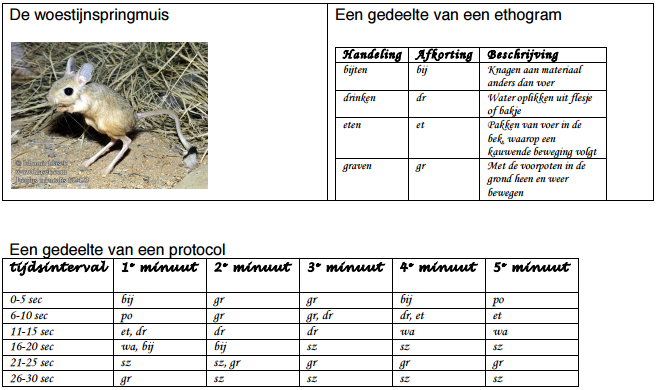 De woestijnspringmuis
Een gedeelte van een ethogram
Handeling Afkorting Beschrijving
bijten bij Knagen aan materiaal
anders dan voer
drinken dr Water oplikken uit flesje
of bakje
eten et Pakken van voer in de
bek, waarop een
kauwende beweging volgt
graven gr Met de voorpoten in de
grond heen en weer
bewegen
Een gedeelte van een protocol
tijdsinterval 1e minuut 2e minuut 3e minuut 4e minuut 5e minuut
0-5 sec bij gr gr bij po
6-10 sec po gr gr, dr dr, et et
11-15 sec et, dr dr dr wa wa
16-20 sec wa, bij bij sz sz sz
21-25 sec sz sz, gr gr gr gr
26-30 sec gr sz sz sz sz